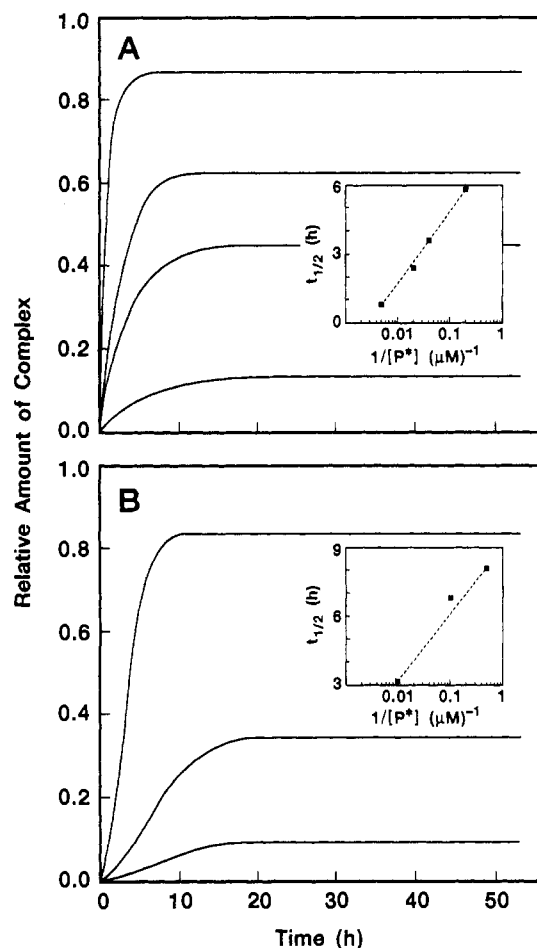 A
1.0
0.8
0.6
0.4
0.2
0.0
6
3
0
t1/2 (h)
0.01 0.1 1
1/[P*] (μM)⁻¹
Relative Amount of Complex
B
1.0
0.8
0.6
0.4
0.2
0.0
9
6
3
t1/2 (h)
0.01 0.1 1
1/[P*] (μM)⁻¹
0 10 20 30 40 50
Time (h)